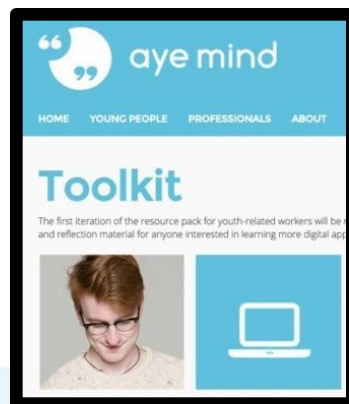 aye mind
HOME YOUNG PEOPLE PROFESSIONALS ABOUT
Toolkit
The first iteration of the resource pack for youth-related workers will be
and reflection material for anyone interested in learning more digital